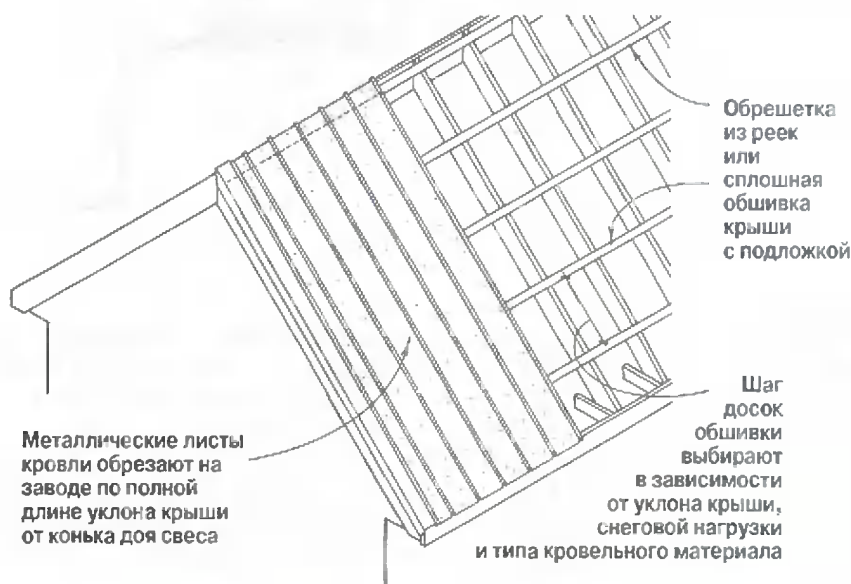 Обрешетка
из реек
или
сплошная
обшивка
крыши
с подложкой
Металлические листы
кровли обрезают на
заводе по полной
длине уклона крыши
от конька доя свеса
Шаг
досок
обшивки
выбирают
в зависимости
от уклона крыши,
снеговой нагрузки
и типа кровельного материала